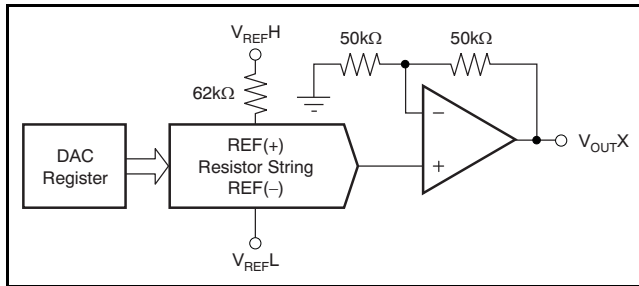 V_REFH
50kΩ
50kΩ
62kΩ
DAC
Register
REF(+)
Resistor String
REF(−)
−
+
V_OUTX
V_REFL